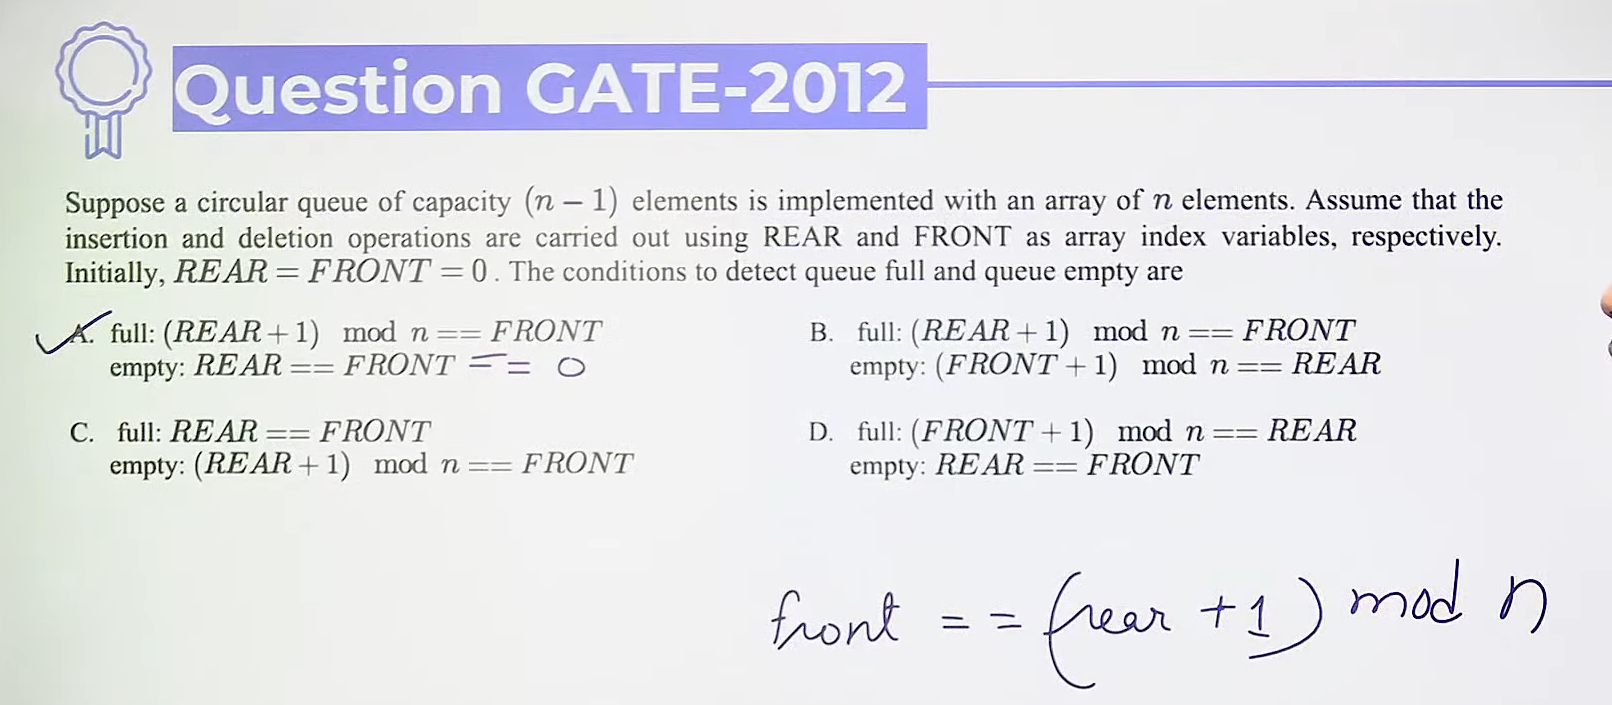 Question GATE-2012
Suppose a circular queue of capacity (n − 1) elements is implemented with an array of n elements. Assume that the
insertion and deletion operations are carried out using REAR and FRONT as array index variables, respectively.
Initially, REAR = FRONT = 0. The conditions to detect queue full and queue empty are
A. full: (REAR + 1) mod n == FRONT
empty: REAR == FRONT == 0
B. full: (REAR + 1) mod n == FRONT
empty: (FRONT + 1) mod n == REAR
C. full: REAR == FRONT
empty: (REAR + 1) mod n == FRONT
D. full: (FRONT + 1) mod n == REAR
empty: REAR == FRONT
front == (rear + 1) mod n